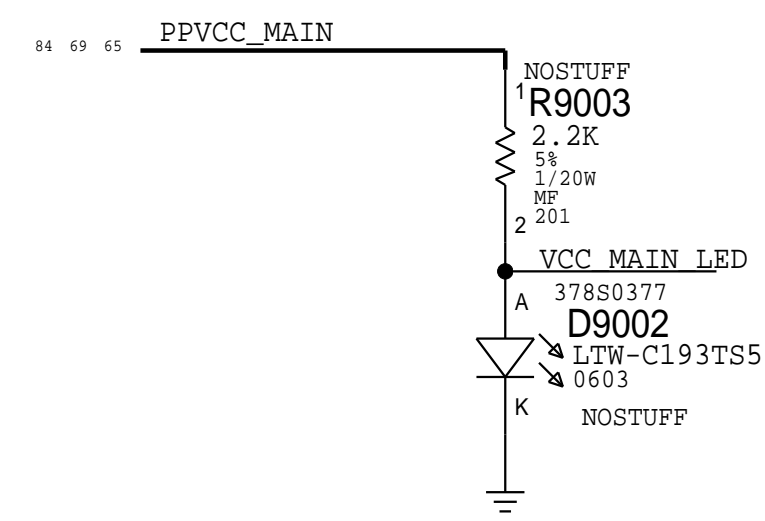 PPVCC_MAIN
84 69 65
NOSTUFF
1
R9003
2.2K
5%
1/20W
MF
201
2
VCC_MAIN_LED
378S0377
A
D9002
LTW-C193TS5
0603
K
NOSTUFF